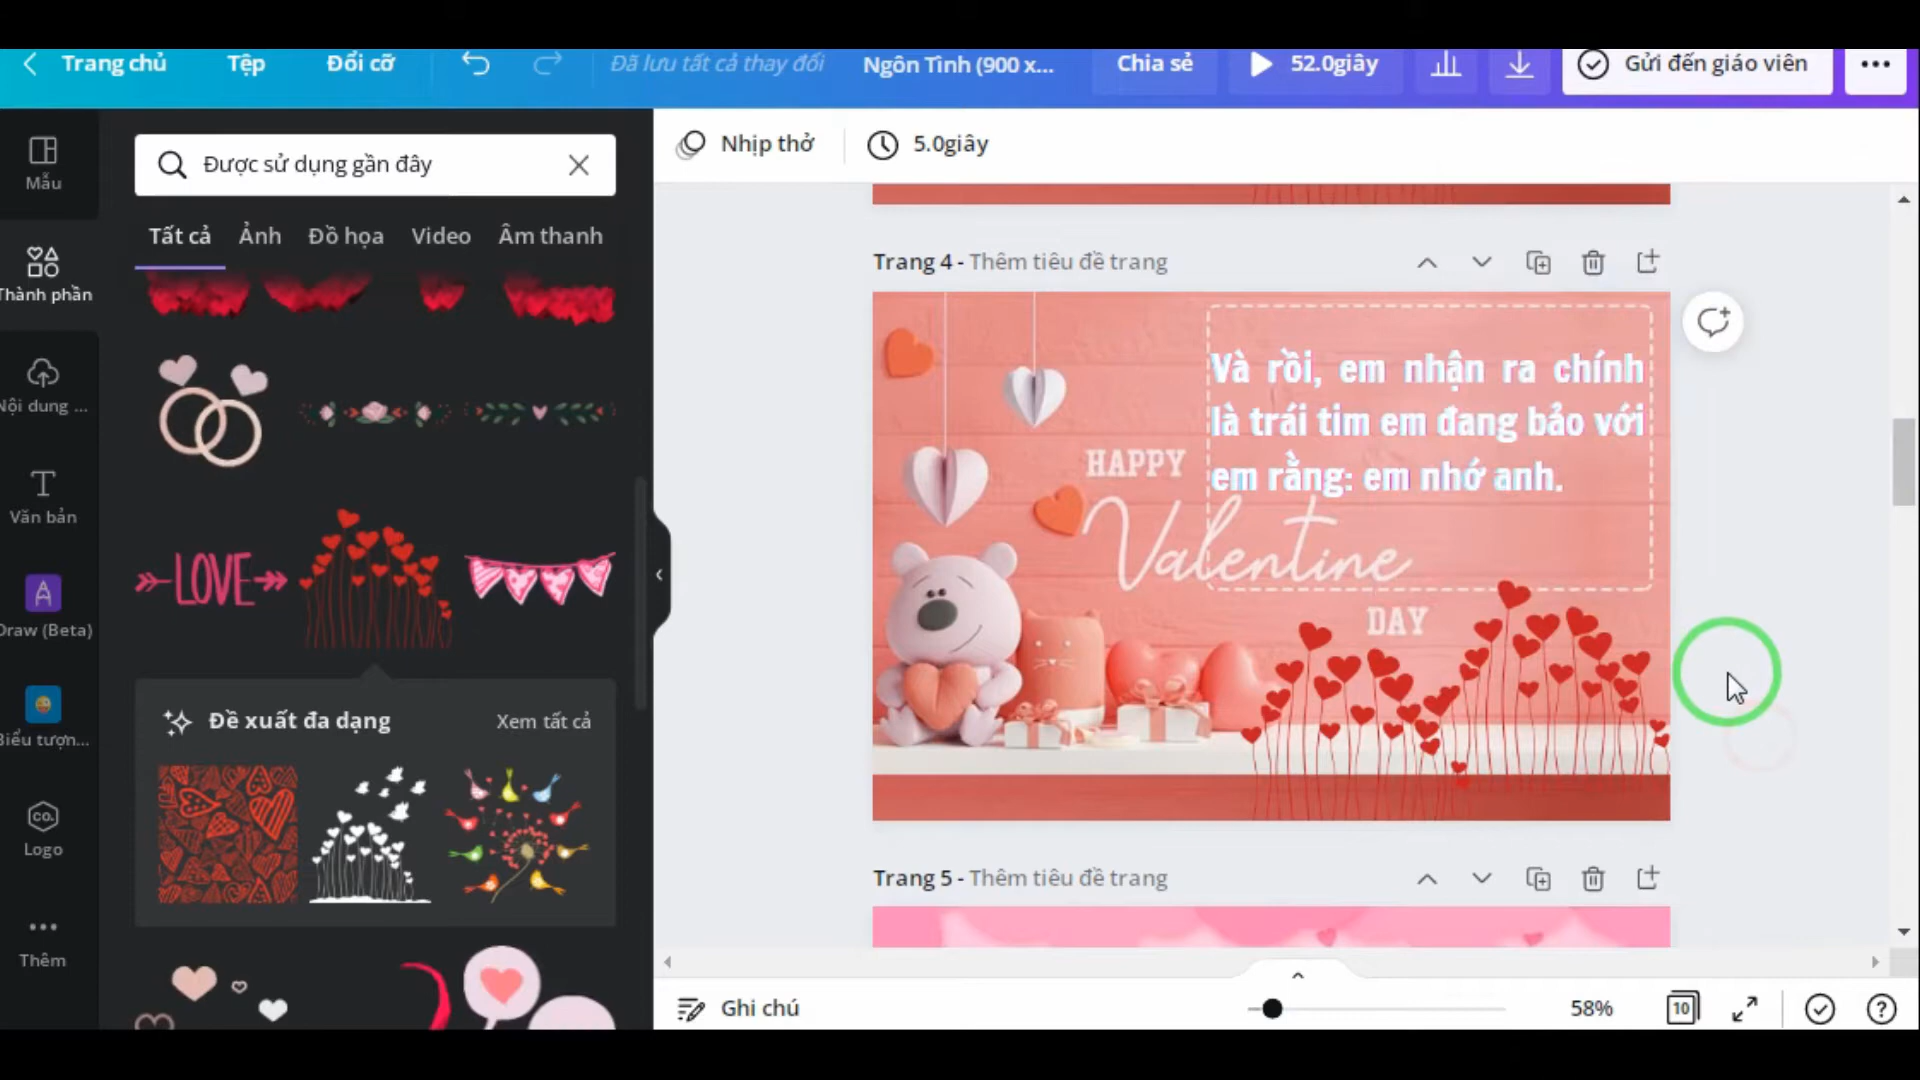 Trang chủ
Tệp
Đổi cỡ
Đã lưu tất cả thay đổi
Ngôn Tình (900 x...
Chia sẻ
52.0giây
Gửi đến giáo viên
Mẫu
Thành phần
Nội dung ...
Văn bản
Draw (Beta)
Biểu tượn...
CO.
Logo
Thêm
Được sử dụng gần đây
Tất cả
Ảnh
Đồ họa
Video
Âm thanh
LOVE
Đề xuất đa dạng
Xem tất cả
Nhịp thở
5.0giây
Trang 4 - Thêm tiêu đề trang
Và rồi, em nhận ra chính
là trái tim em đang bảo với
em rằng: em nhớ anh.
HAPPY
Valentine
DAY
Trang 5 - Thêm tiêu đề trang
Ghi chú
58%
10